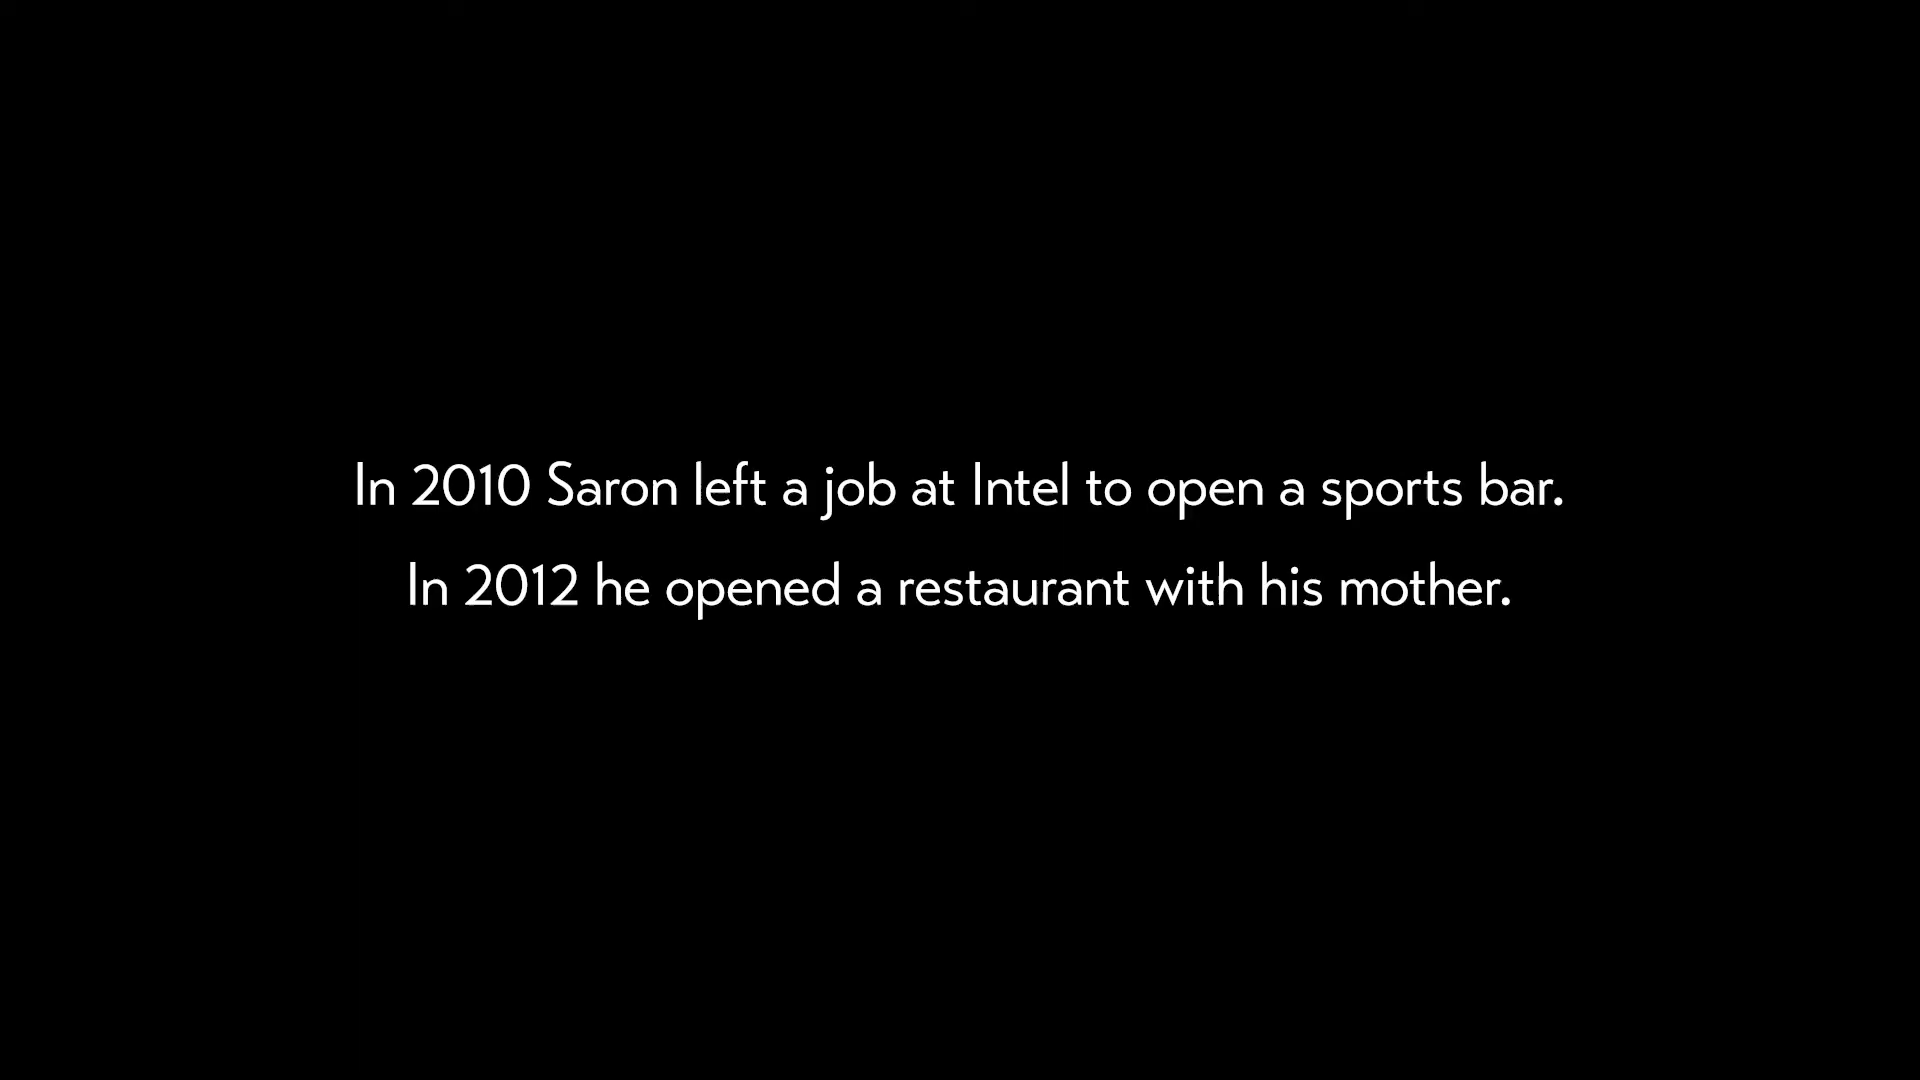 In 2010 Saron left a job at Intel to open a sports bar.
In 2012 he opened a restaurant with his mother.